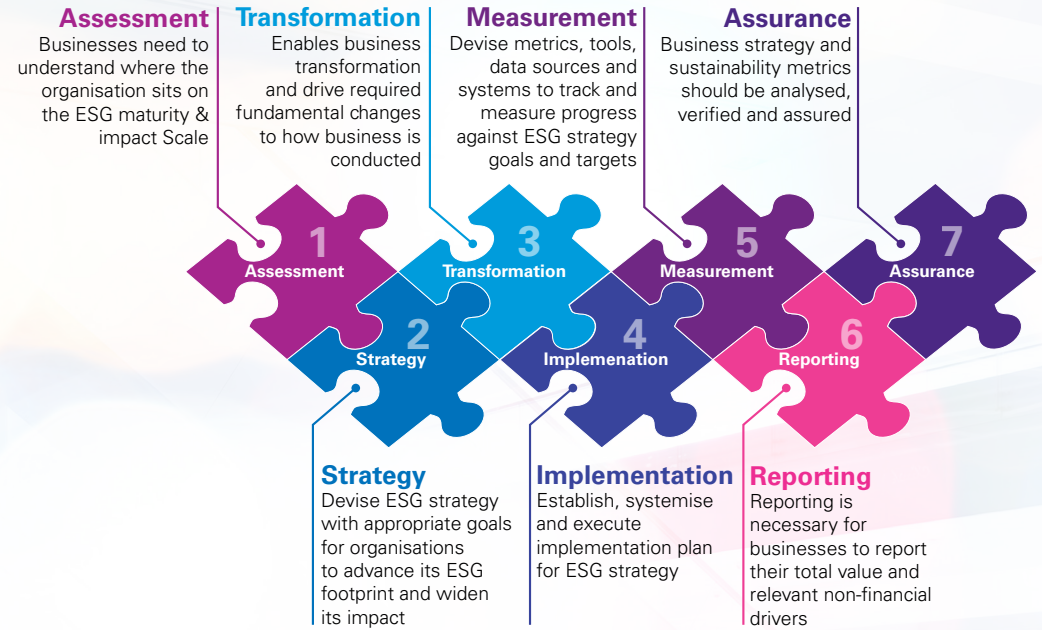 Assessment
Businesses need to
understand where the
organisation sits on
the ESG maturity &
impact Scale
Transformation
Enables business
transformation
and drive required
fundamental changes
to how business is
conducted
Measurement
Devise metrics, tools,
data sources and
systems to track and
measure progress
against ESG strategy
goals and targets
Assurance
Business strategy and
sustainability metrics
should be analysed,
verified and assured
1
Assessment
2
Strategy
3
Transformation
4
Implemenation
5
Measurement
6
Reporting
7
Assurance
Strategy
Devise ESG strategy
with appropriate goals
for organisations
to advance its ESG
footprint and widen
its impact
Implementation
Establish, systemise
and execute
implementation plan
for ESG strategy
Reporting
Reporting is
necessary for
businesses to report
their total value and
relevant non-financial
drivers